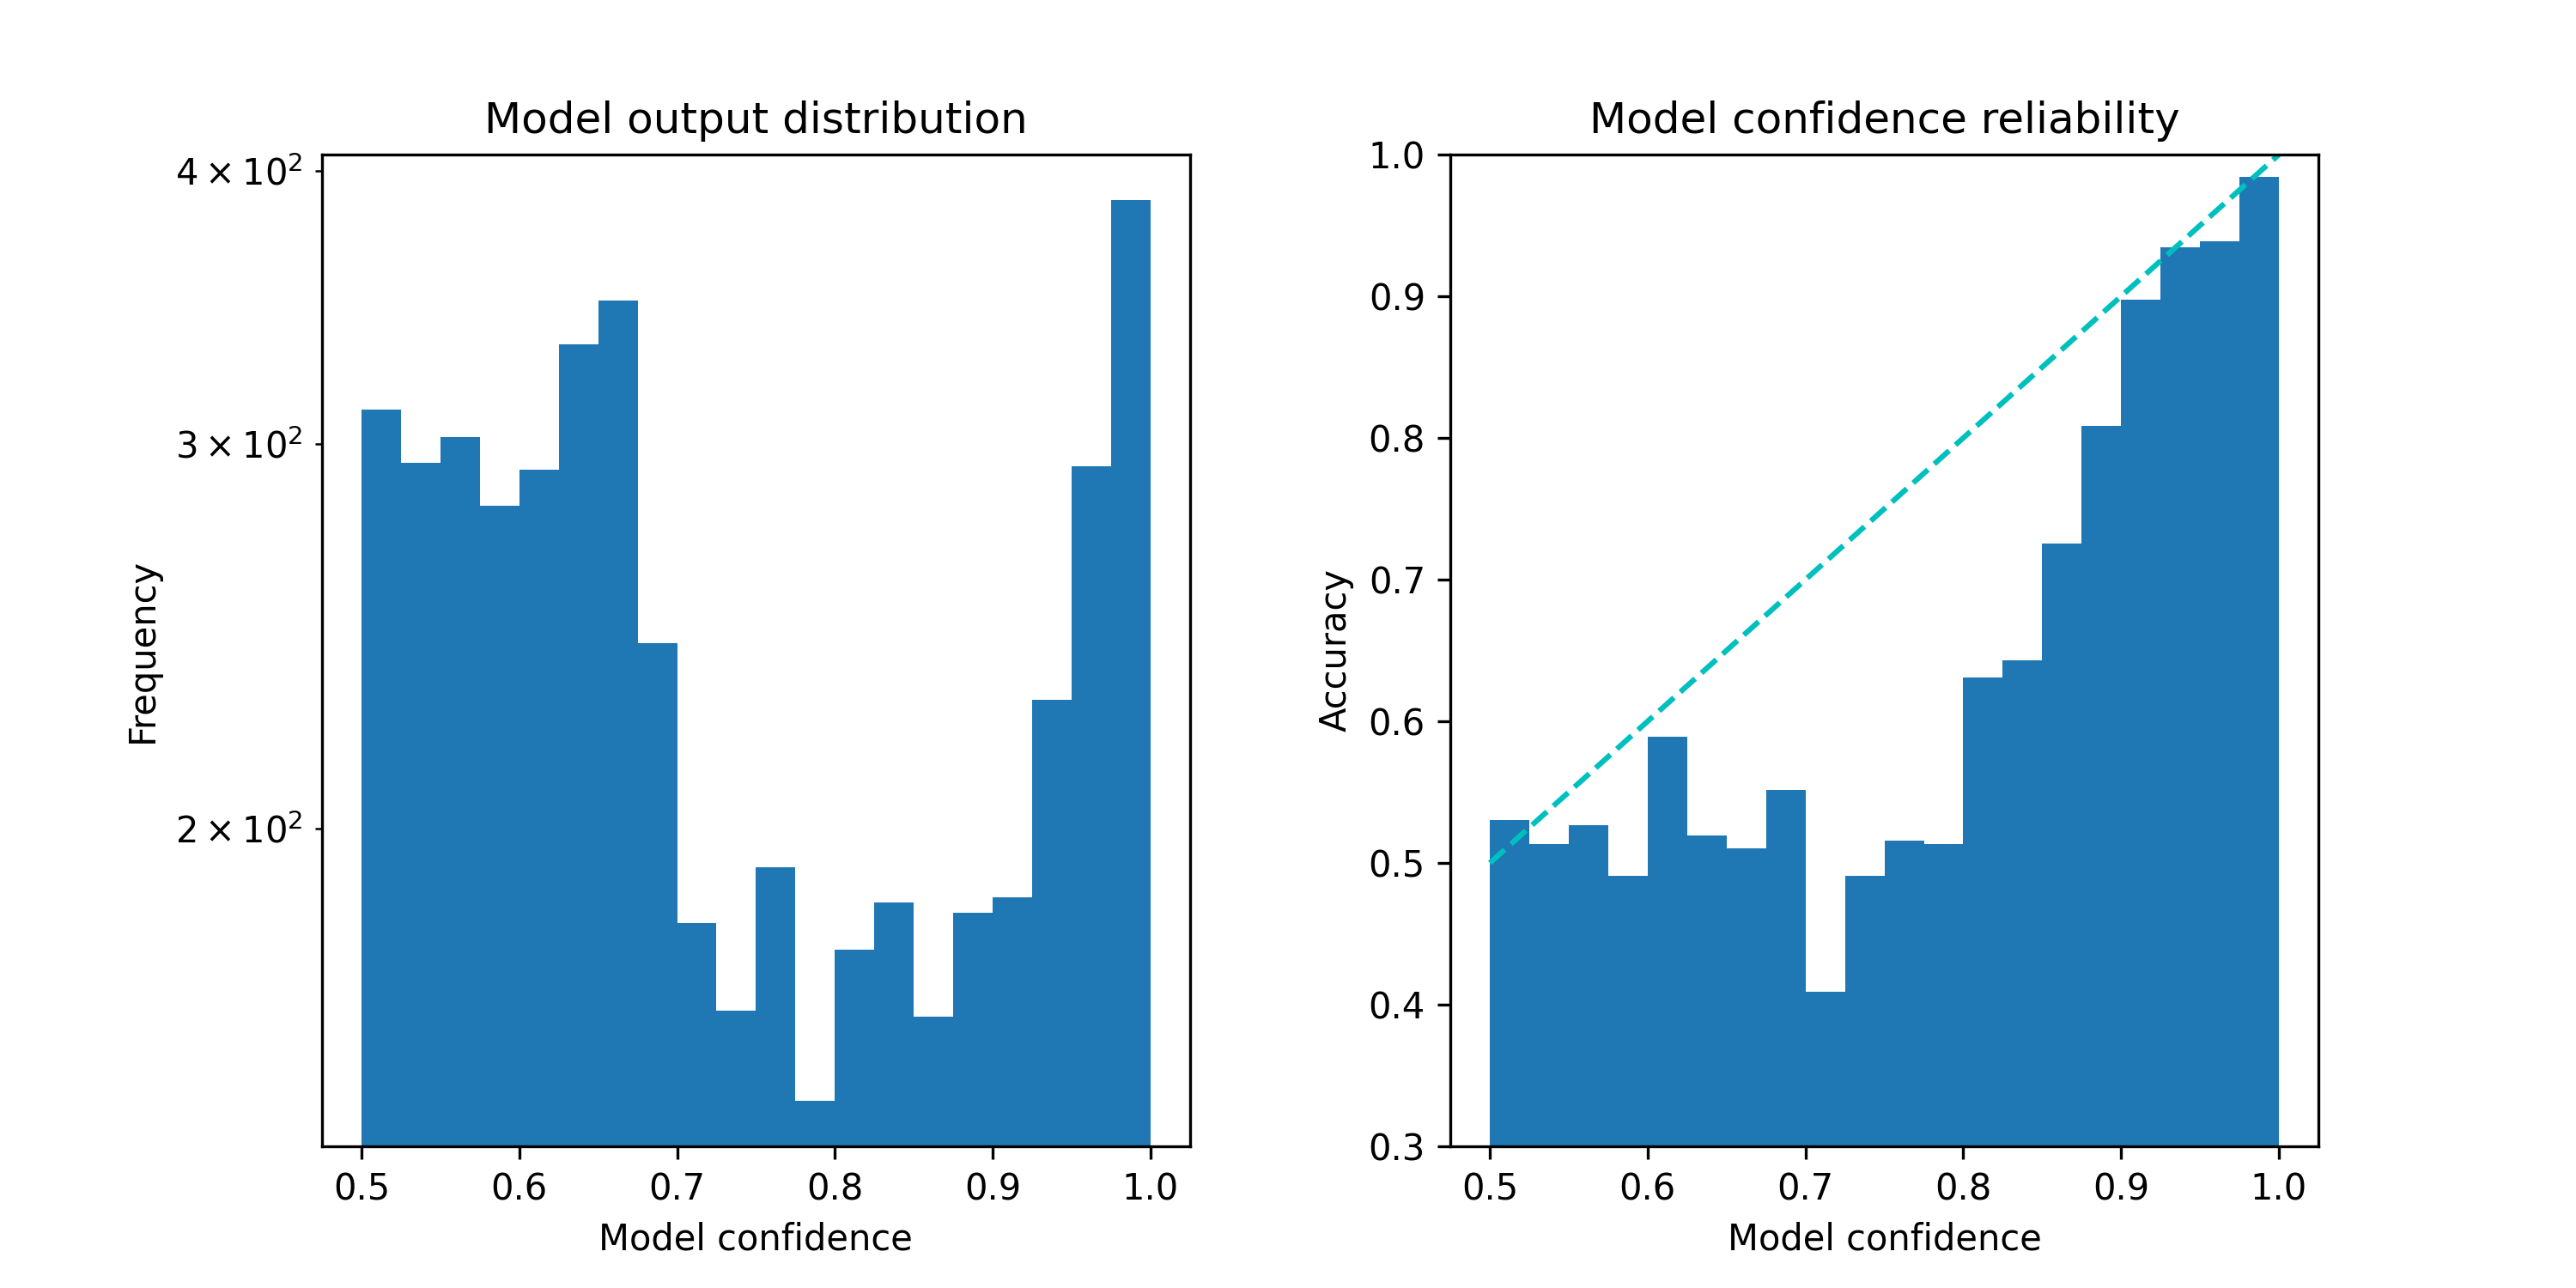 Model output distribution
4 × 10²
3 × 10²
2 × 10²
Frequency
0.5 0.6 0.7 0.8 0.9 1.0
Model confidence
Model confidence reliability
1.0
0.9
0.8
0.7
0.6
0.5
0.4
0.3
Accuracy
0.5 0.6 0.7 0.8 0.9 1.0
Model confidence